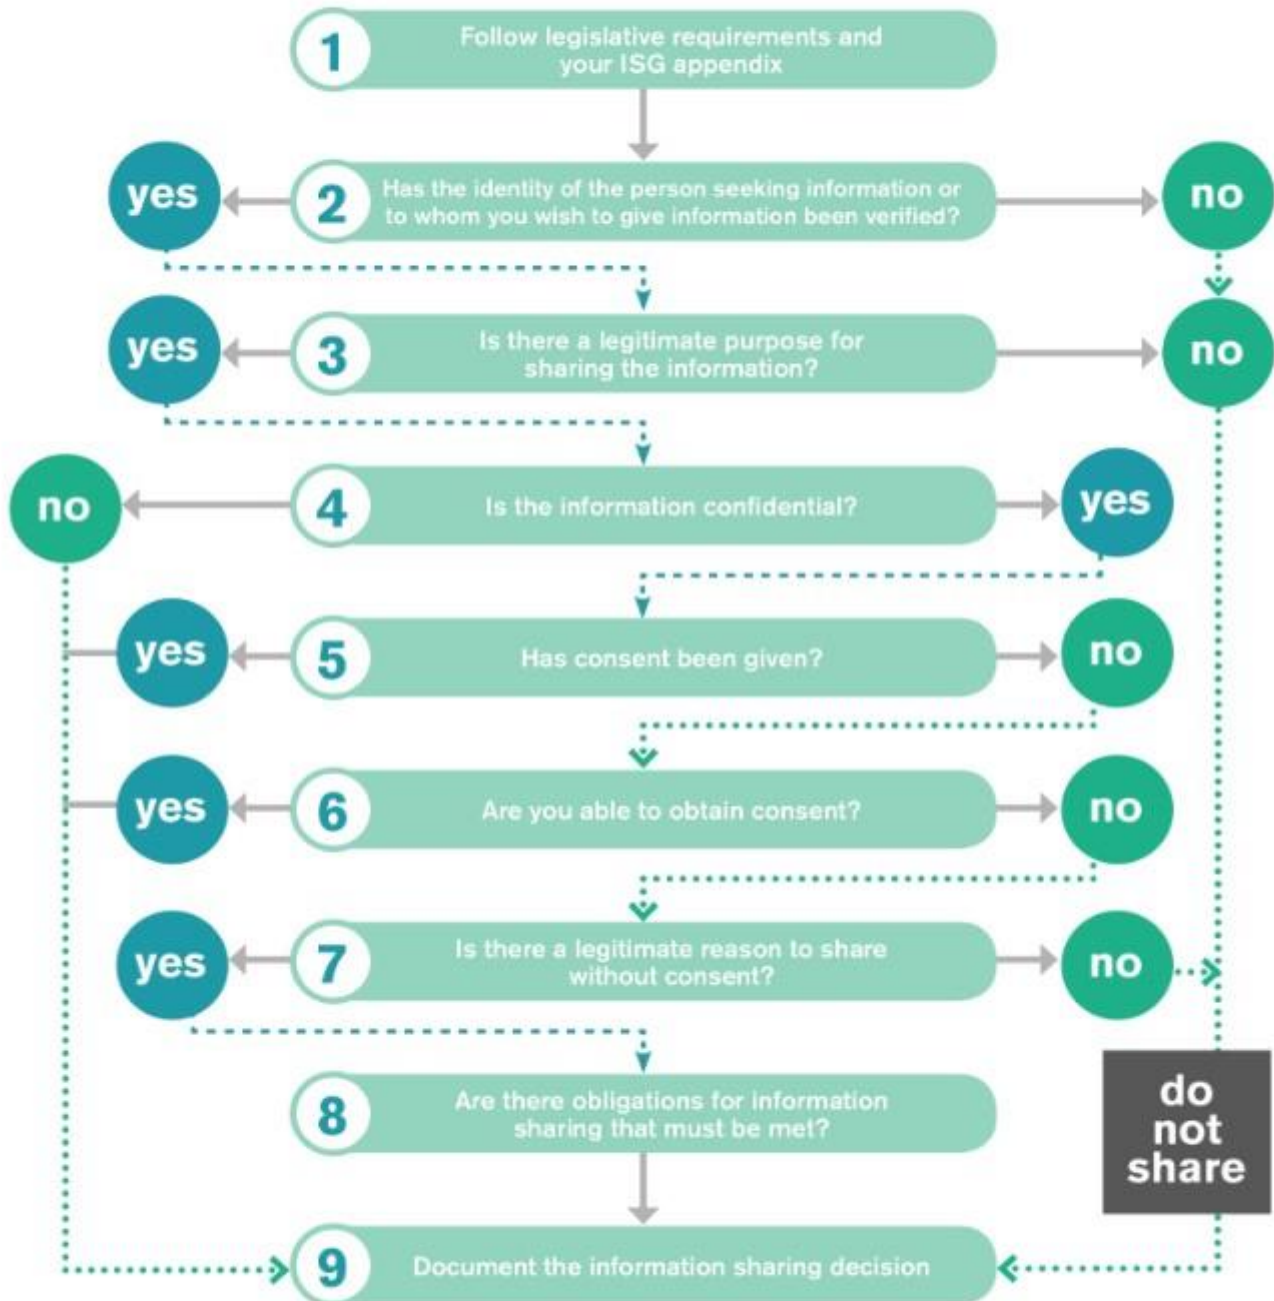 1
Follow legislative requirements and
your ISG appendix
yes
2
Has the identity of the person seeking information or
to whom you wish to give information been verified?
no
yes
3
Is there a legitimate purpose for
sharing the information?
no
no
4
Is the information confidential?
yes
yes
5
Has consent been given?
no
yes
6
Are you able to obtain consent?
no
yes
7
Is there a legitimate reason to share
without consent?
no
8
Are there obligations for information
sharing that must be met?
do
not
share
9
Document the information sharing decision